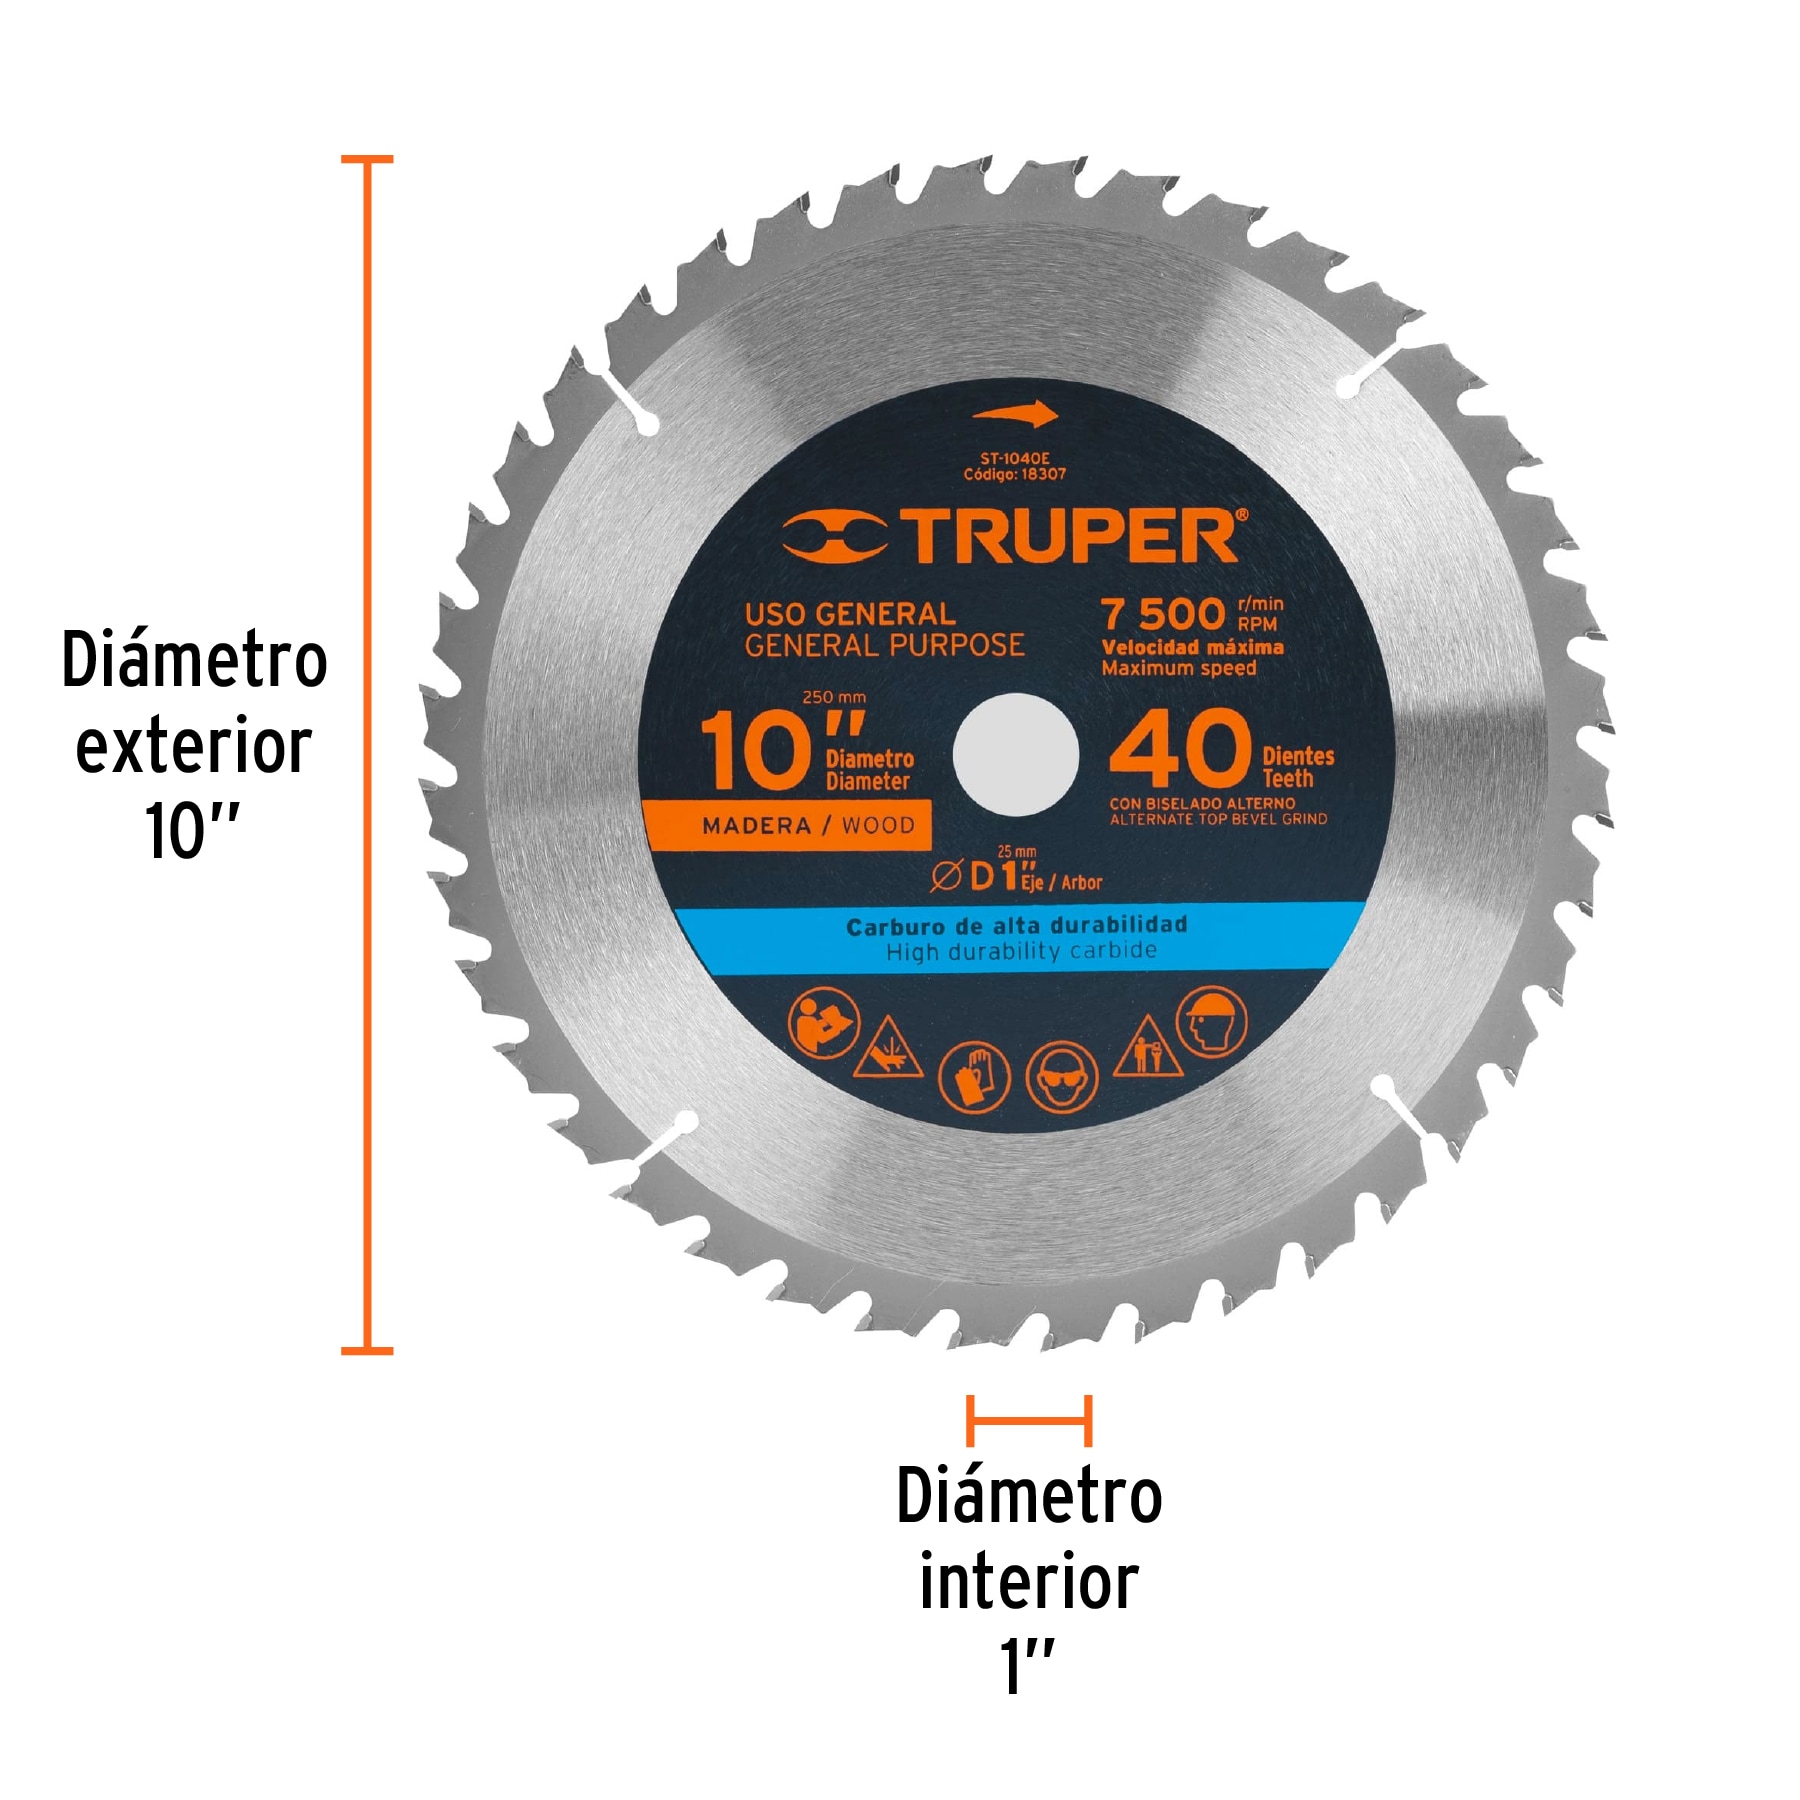 ST-1040E
Código: 18307
TRUPER®
USO GENERAL
GENERAL PURPOSE
7 500 r/min
RPM
Velocidad máxima
Maximum speed
250 mm
10" Diametro
Diameter
40 Dientes
Teeth
CON BISELADO ALTERNO
ALTERNATE TOP BEVEL GRIND
MADERA / WOOD
25 mm
Ø D 1" Eje / Arbor
Carburo de alta durabilidad
High durability carbide
Diámetro
exterior
10"
Diámetro
interior
1"